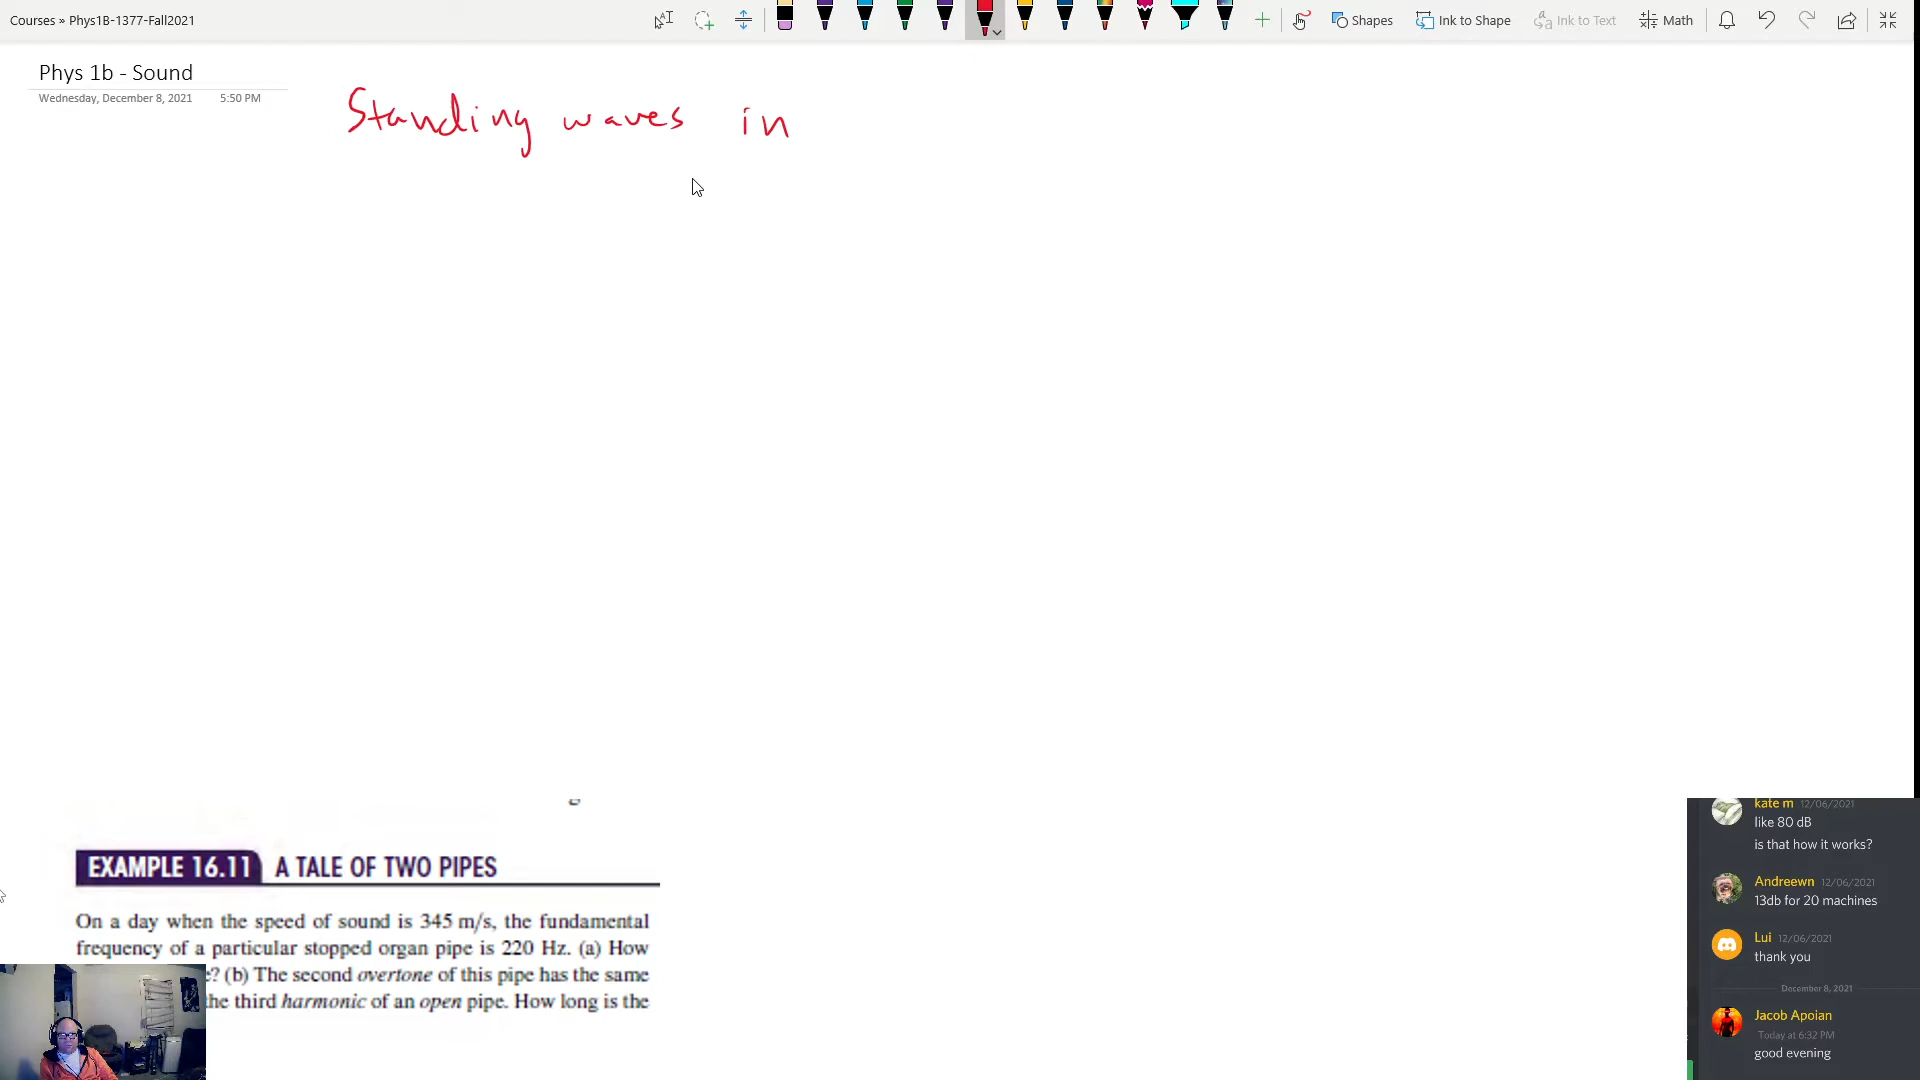 Courses » Phys1B-1377-Fall2021
Shapes
Ink to Shape
Ink to Text
Math
Phys 1b - Sound
Wednesday, December 8, 2021 5:50 PM
Standing waves in
EXAMPLE 16.11 A TALE OF TWO PIPES
On a day when the speed of sound is 345 m/s, the fundamental
frequency of a particular stopped organ pipe is 220 Hz. (a) How
? (b) The second overtone of this pipe has the same
the third harmonic of an open pipe. How long is the
kate m 12/06/2021
like 80 dB
is that how it works?
Andreewn 12/06/2021
13db for 20 machines
Lui 12/06/2021
thank you
December 8, 2021
Jacob Apoian
Today at 6:32 PM
good evening